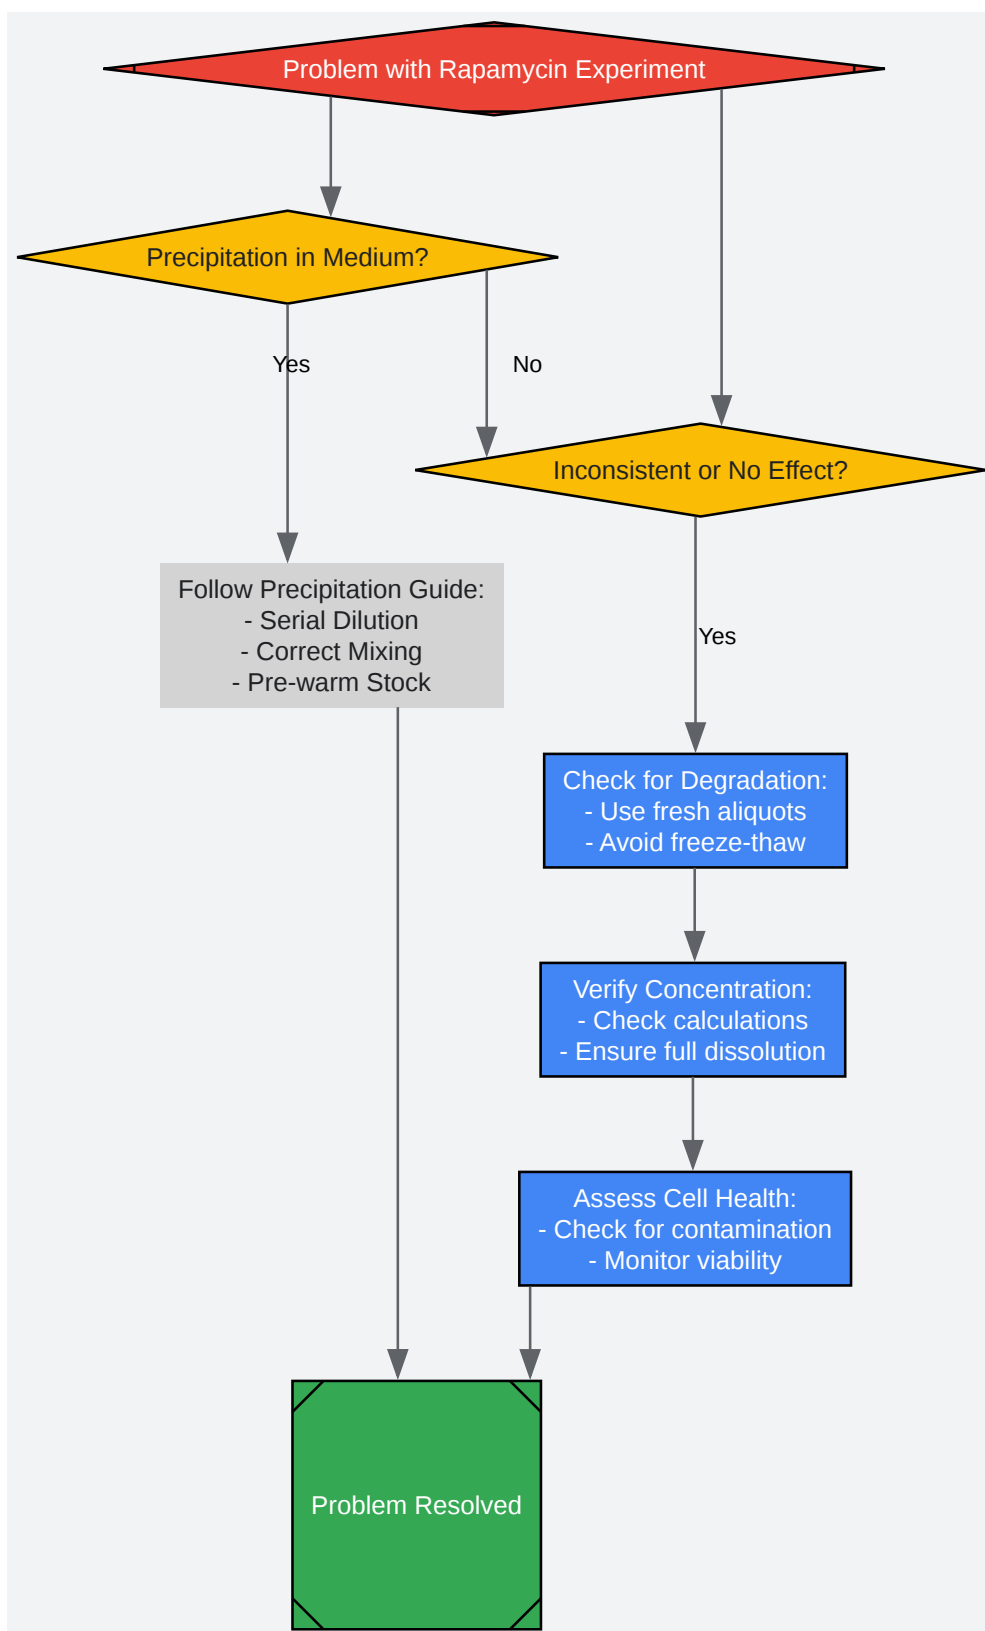 Problem with Rapamycin Experiment
Precipitation in Medium?
Yes
No
Inconsistent or No Effect?
Follow Precipitation Guide:
- Serial Dilution
- Correct Mixing
- Pre-warm Stock
Yes
Check for Degradation:
- Use fresh aliquots
- Avoid freeze-thaw
Verify Concentration:
- Check calculations
- Ensure full dissolution
Assess Cell Health:
- Check for contamination
- Monitor viability
Problem Resolved